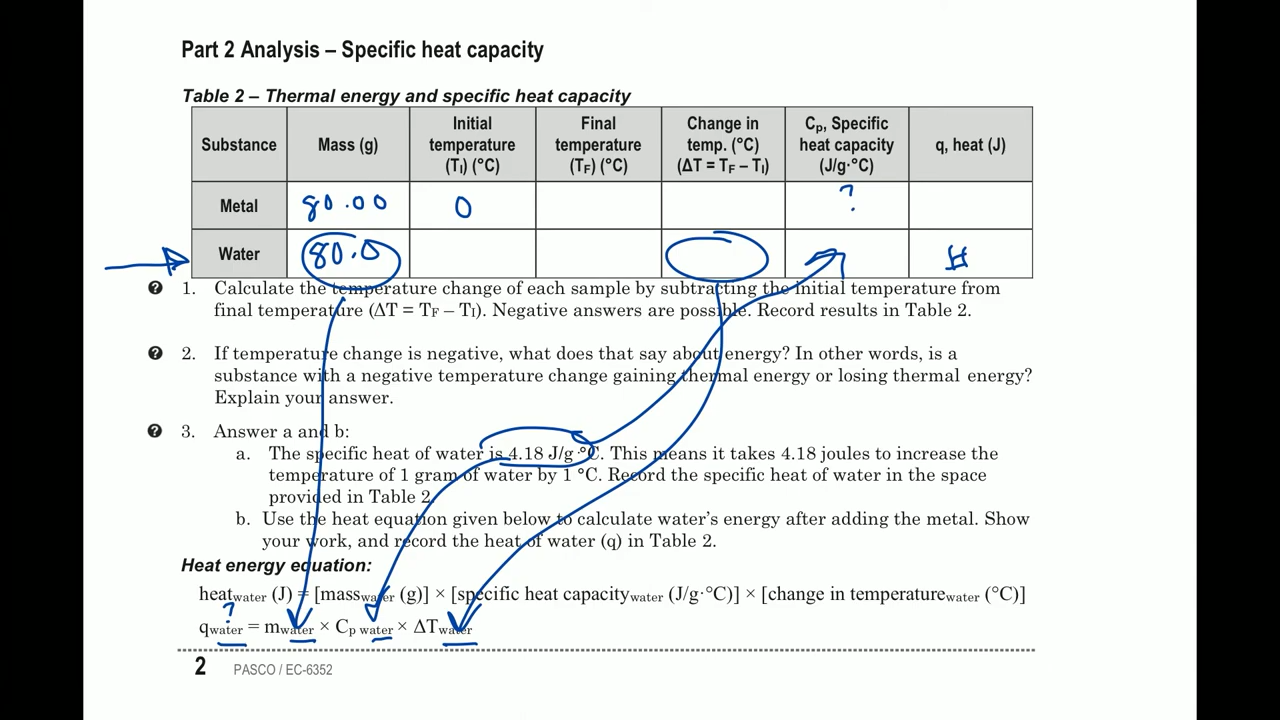 Part 2 Analysis – Specific heat capacity
Table 2 – Thermal energy and specific heat capacity
Substance
Mass (g)
Initial
temperature
(TI) (°C)
Final
temperature
(TF) (°C)
Change in
temp. (°C)
(ΔT = TF – TI)
Cp, Specific
heat capacity
(J/g·°C)
q, heat (J)
Metal 80.00 0 ?
Water 80.0
1. Calculate the temperature change of each sample by subtracting the initial temperature from
final temperature (ΔT = TF – TI). Negative answers are possible. Record results in Table 2.
2. If temperature change is negative, what does that say about energy? In other words, is a
substance with a negative temperature change gaining thermal energy or losing thermal energy?
Explain your answer.
3. Answer a and b:
a. The specific heat of water is 4.18 J/g·°C. This means it takes 4.18 joules to increase the
temperature of 1 gram of water by 1 °C. Record the specific heat of water in the space
provided in Table 2.
b. Use the heat equation given below to calculate water's energy after adding the metal. Show
your work, and record the heat of water (q) in Table 2.
Heat energy equation:
heatwater (J) = [masswater (g)] × [specific heat capacitywater (J/g·°C)] × [change in temperaturewater (°C)]
?
qwater = mwater × Cp water × ΔTwater
2 PASCO / EC-6352